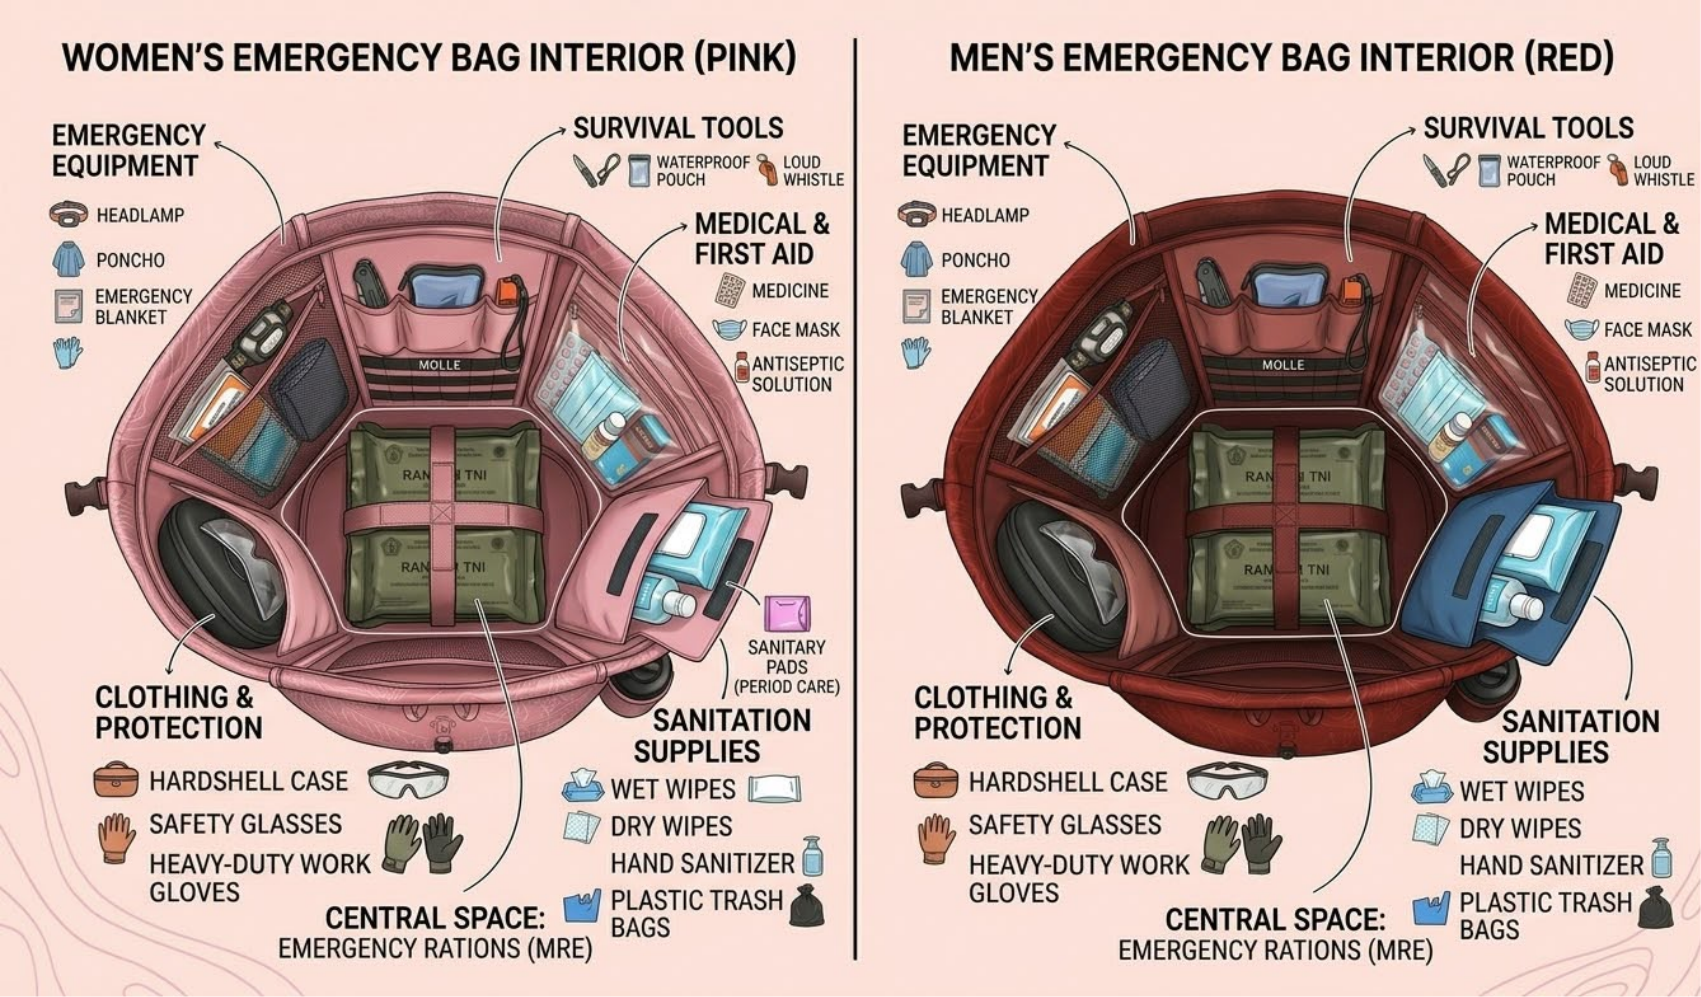 WOMEN'S EMERGENCY BAG INTERIOR (PINK)
EMERGENCY
EQUIPMENT
HEADLAMP
PONCHO
EMERGENCY
BLANKET
SURVIVAL TOOLS
WATERPROOF
POUCH
LOUD
WHISTLE
MEDICAL &
FIRST AID
MEDICINE
FACE MASK
ANTISEPTIC
SOLUTION
MOLLE
TNI
TNI
SANITARY
PADS
(PERIOD CARE)
CLOTHING &
PROTECTION
HARDSHELL CASE
SAFETY GLASSES
HEAVY-DUTY WORK
GLOVES
SANITATION
SUPPLIES
WET WIPES
DRY WIPES
HAND SANITIZER
PLASTIC TRASH
BAGS
CENTRAL SPACE:
EMERGENCY RATIONS (MRE)
MEN'S EMERGENCY BAG INTERIOR (RED)
EMERGENCY
EQUIPMENT
HEADLAMP
PONCHO
EMERGENCY
BLANKET
SURVIVAL TOOLS
WATERPROOF
POUCH
LOUD
WHISTLE
MEDICAL &
FIRST AID
MEDICINE
FACE MASK
ANTISEPTIC
SOLUTION
MOLLE
TNI
TNI
CLOTHING &
PROTECTION
HARDSHELL CASE
SAFETY GLASSES
HEAVY-DUTY WORK
GLOVES
SANITATION
SUPPLIES
WET WIPES
DRY WIPES
HAND SANITIZER
PLASTIC TRASH
BAGS
CENTRAL SPACE:
EMERGENCY RATIONS (MRE)